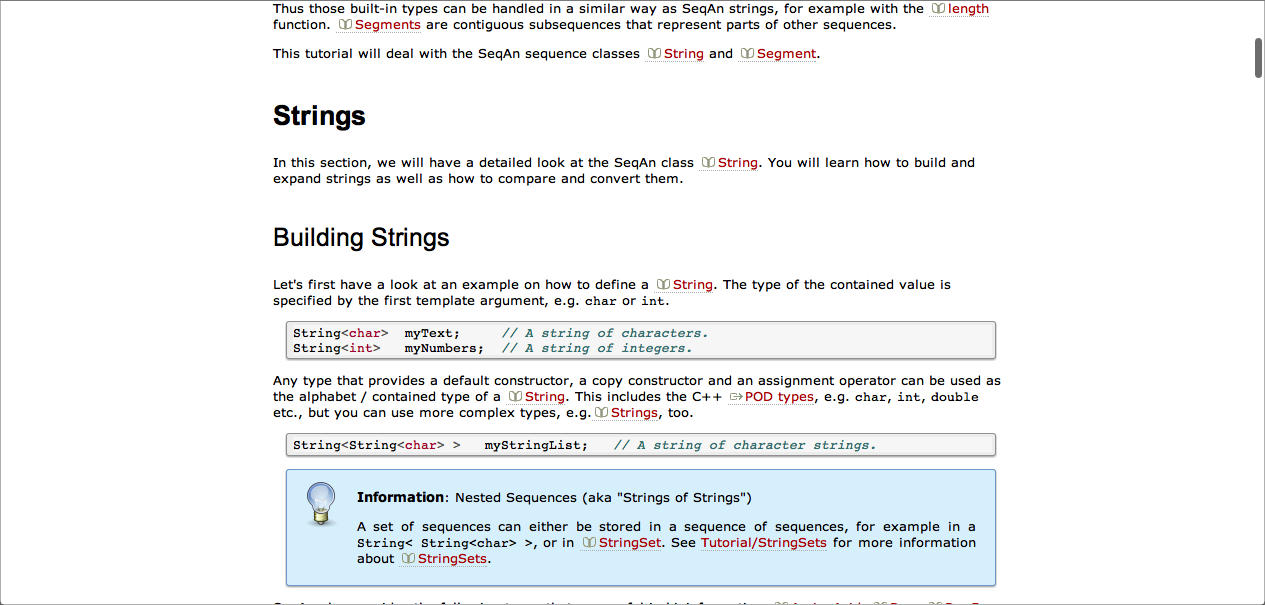 Thus those built-in types can be handled in a similar way as SeqAn strings, for example with the length
function. Segments are contiguous subsequences that represent parts of other sequences.
This tutorial will deal with the SeqAn sequence classes String and Segment.
Strings
In this section, we will have a detailed look at the SeqAn class String. You will learn how to build and
expand strings as well as how to compare and convert them.
Building Strings
Let's first have a look at an example on how to define a String. The type of the contained value is
specified by the first template argument, e.g. char or int.
String<char>  myText;     // A string of characters.
String<int>   myNumbers;  // A string of integers.
Any type that provides a default constructor, a copy constructor and an assignment operator can be used as
the alphabet / contained type of a String. This includes the C++ POD types, e.g. char, int, double
etc., but you can use more complex types, e.g. Strings, too.
String<String<char> >   myStringList;   // A string of character strings.
Information: Nested Sequences (aka "Strings of Strings")
A set of sequences can either be stored in a sequence of sequences, for example in a
String< String<char> >, or in StringSet. See Tutorial/StringSets for more information
about StringSets.